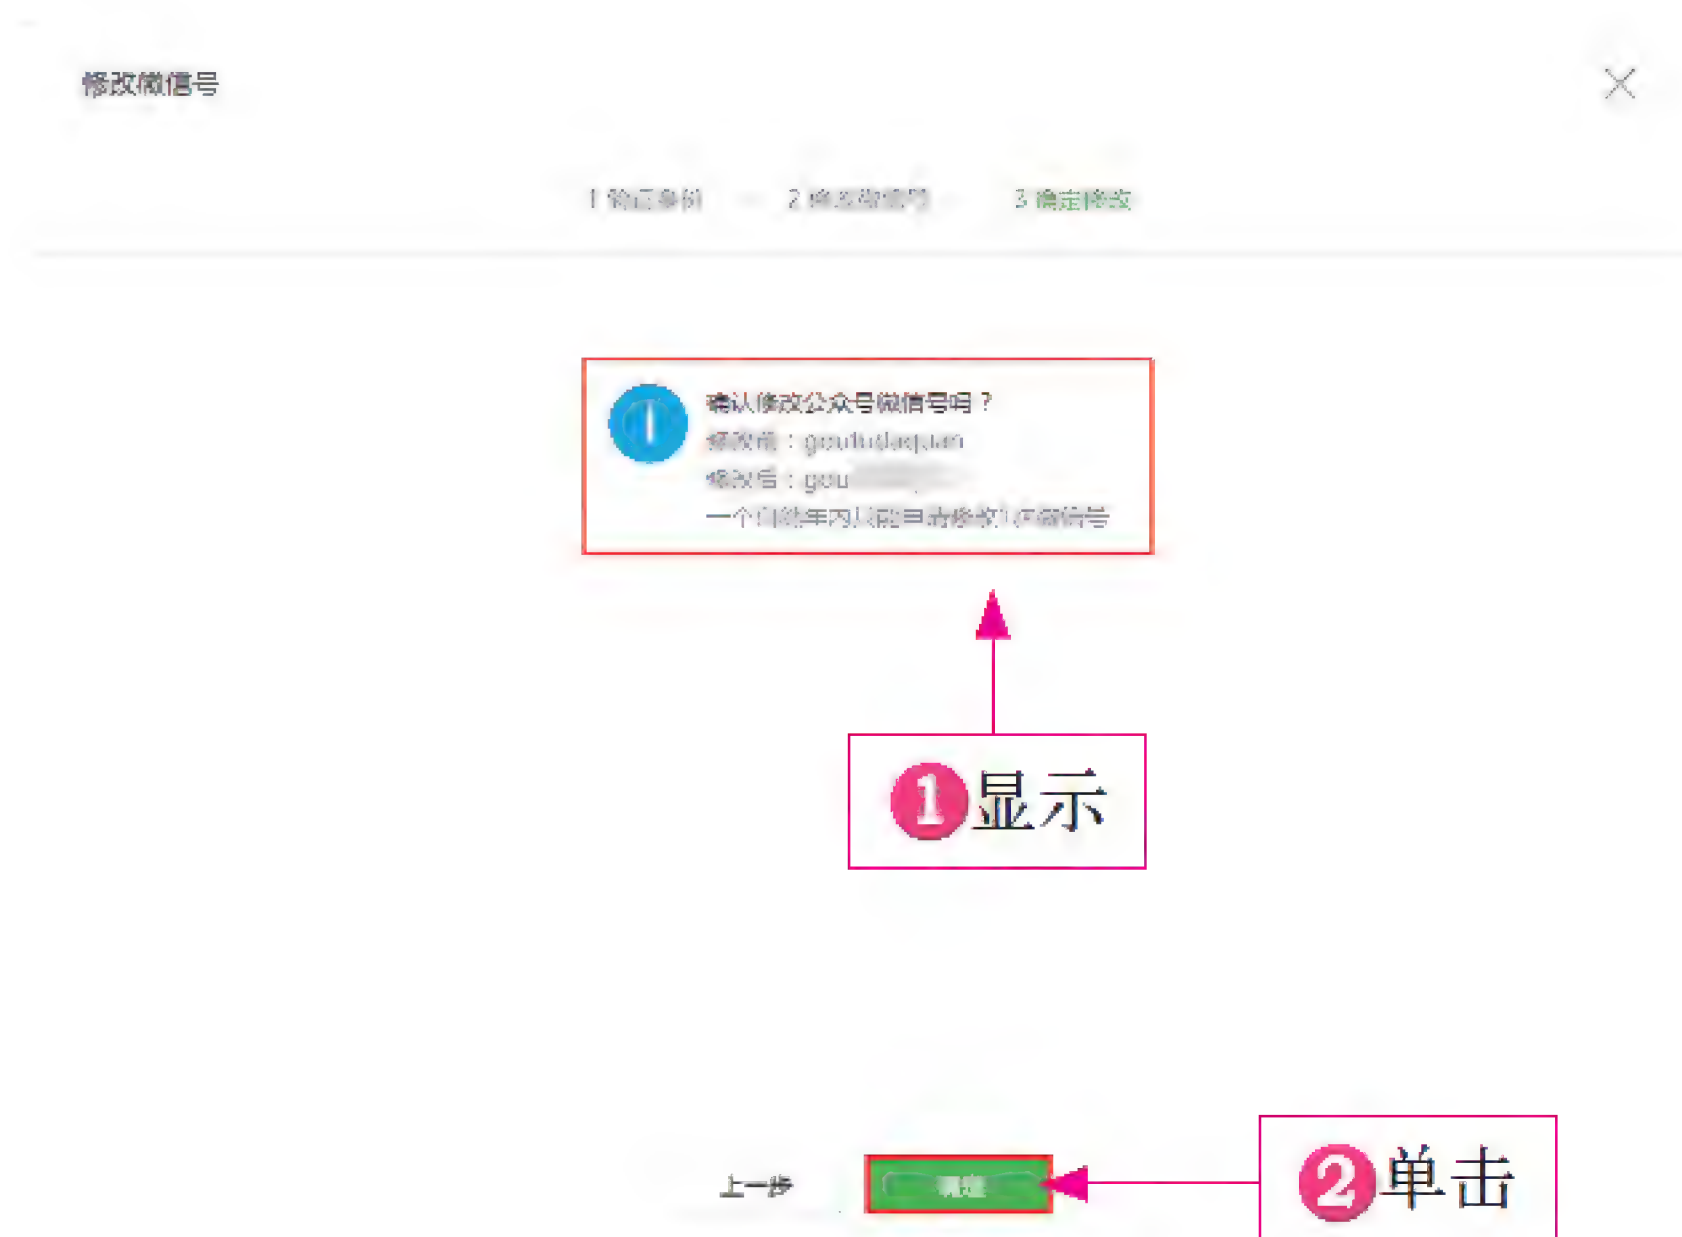 修改微信号
1 验证身份 2 修改微信号 3 确定修改
确认修改公众号微信号吗？
修改前：goutudaquan
修改后：gou
一个自然年内只能申请修改1次微信号
1显示
上一步 确定
2单击